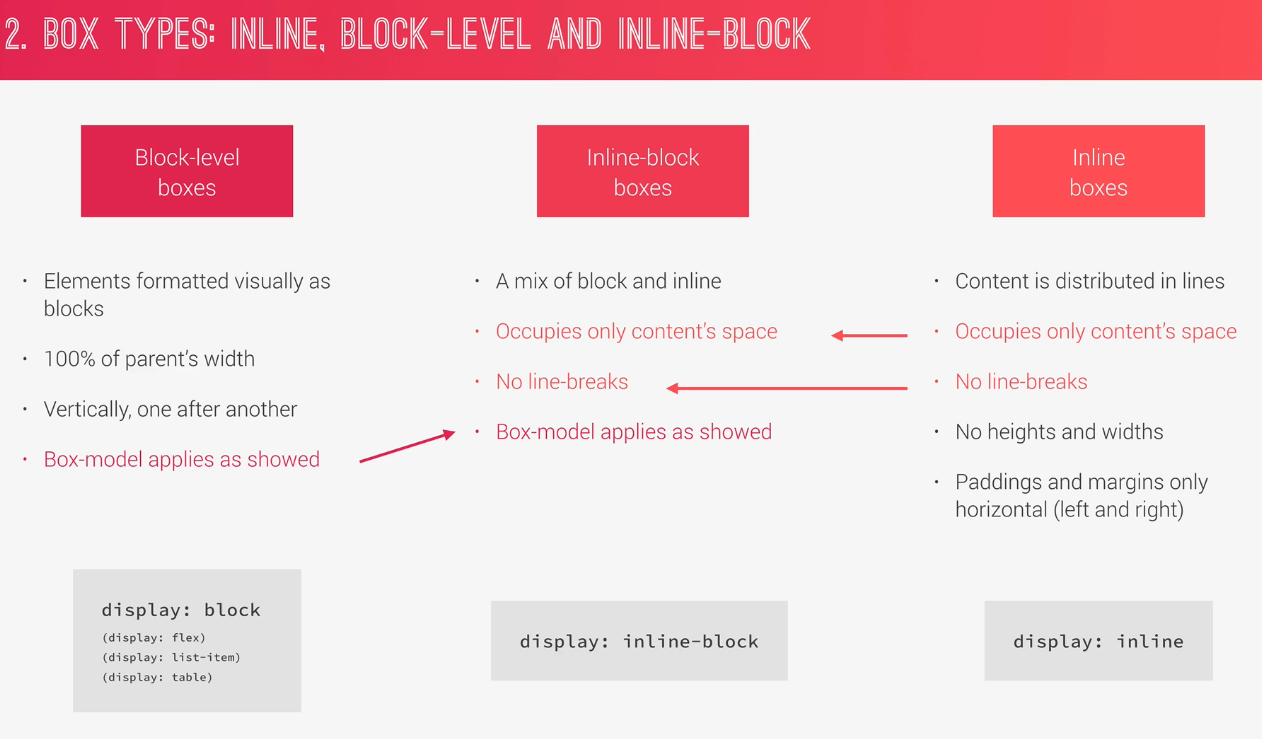 2. BOX TYPES: INLINE, BLOCK-LEVEL AND INLINE-BLOCK
Block-level
boxes
• Elements formatted visually as
blocks
• 100% of parent's width
• Vertically, one after another
• Box-model applies as showed
display: block
(display: flex)
(display: list-item)
(display: table)
Inline-block
boxes
• A mix of block and inline
• Occupies only content's space
• No line-breaks
• Box-model applies as showed
display: inline-block
Inline
boxes
• Content is distributed in lines
• Occupies only content's space
• No line-breaks
• No heights and widths
• Paddings and margins only
horizontal (left and right)
display: inline